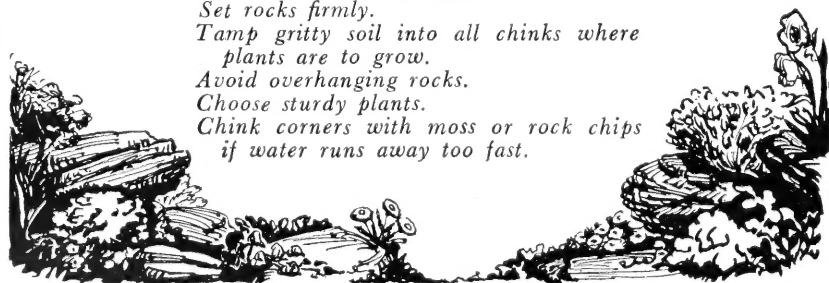 Set rocks firmly.
Tamp gritty soil into all chinks where
plants are to grow.
Avoid overhanging rocks.
Choose sturdy plants.
Chink corners with moss or rock chips
if water runs away too fast.